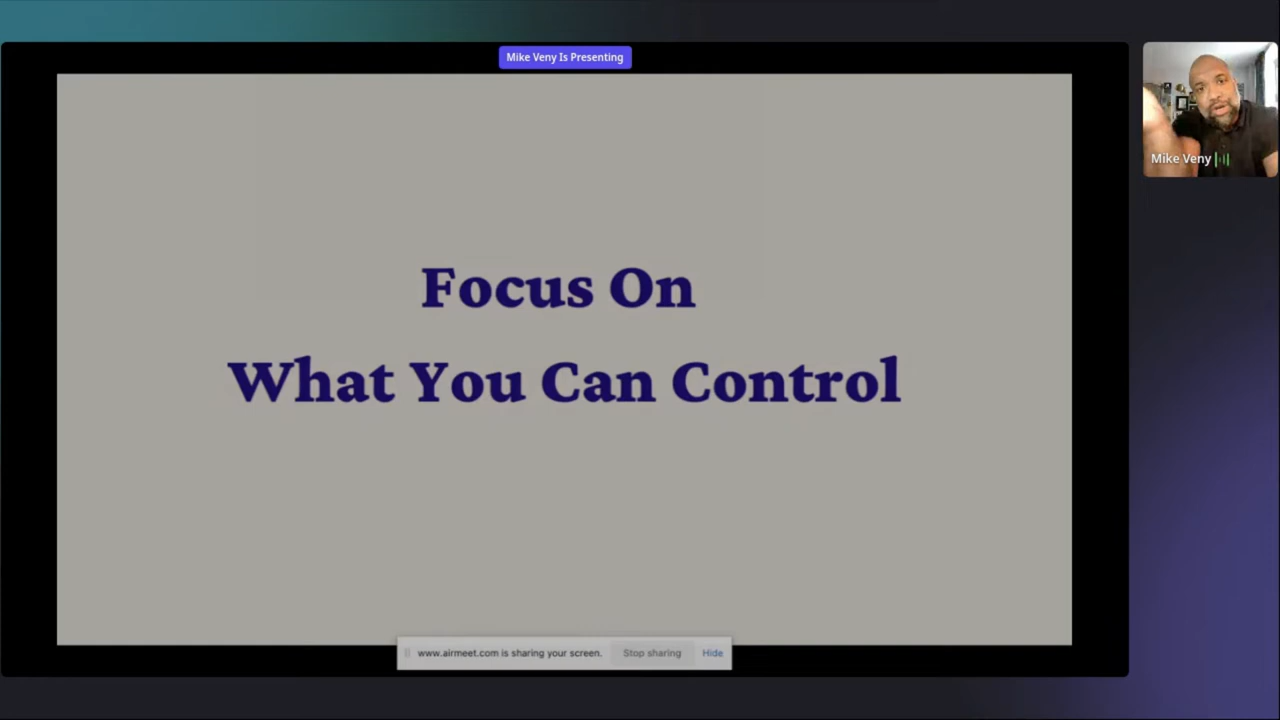 Mike Veny Is Presenting
Mike Veny
Focus On
What You Can Control
www.airmeet.com is sharing your screen. Stop sharing Hide